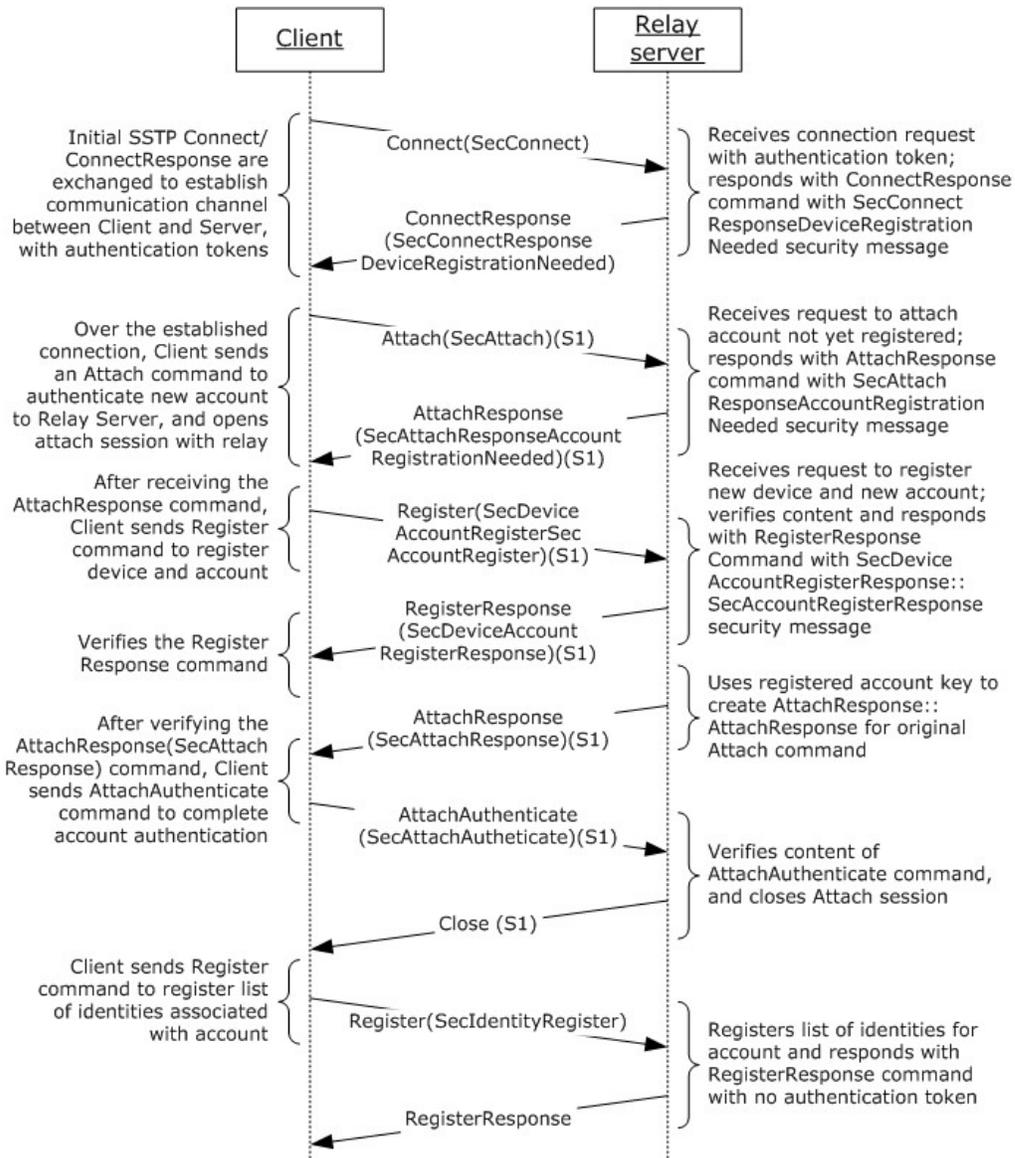 Client
Relay
server
Initial SSTP Connect/
ConnectResponse are
exchanged to establish
communication channel
between Client and Server,
with authentication tokens
Connect(SecConnect)
ConnectResponse
(SecConnectResponse
DeviceRegistrationNeeded)
Receives connection request
with authentication token;
responds with ConnectResponse
command with SecConnect
ResponseDeviceRegistration
Needed security message
Over the established
connection, Client sends
an Attach command to
authenticate new account
to Relay Server, and opens
attach session with relay
Attach(SecAttach)(S1)
AttachResponse
(SecAttachResponseAccount
RegistrationNeeded)(S1)
Receives request to attach
account not yet registered;
responds with AttachResponse
command with SecAttach
ResponseAccountRegistration
Needed security message
After receiving the
AttachResponse command,
Client sends Register
command to register
device and account
Register(SecDevice
AccountRegisterSec
AccountRegister)(S1)
Receives request to register
new device and new account;
verifies content and responds
with RegisterResponse
Command with SecDevice
AccountRegisterResponse::
SecAccountRegisterResponse
security message
RegisterResponse
(SecDeviceAccount
RegisterResponse)(S1)
Verifies the Register
Response command
AttachResponse
(SecAttachResponse)(S1)
Uses registered account key to
create AttachResponse::
AttachResponse for original
Attach command
After verifying the
AttachResponse(SecAttach
Response) command, Client
sends AttachAuthenticate
command to complete
account authentication
AttachAuthenticate
(SecAttachAutheticate)(S1)
Close (S1)
Verifies content of
AttachAuthenticate command,
and closes Attach session
Client sends Register
command to register list
of identities associated
with account
Register(SecIdentityRegister)
RegisterResponse
Registers list of identities for
account and responds with
RegisterResponse command
with no authentication token